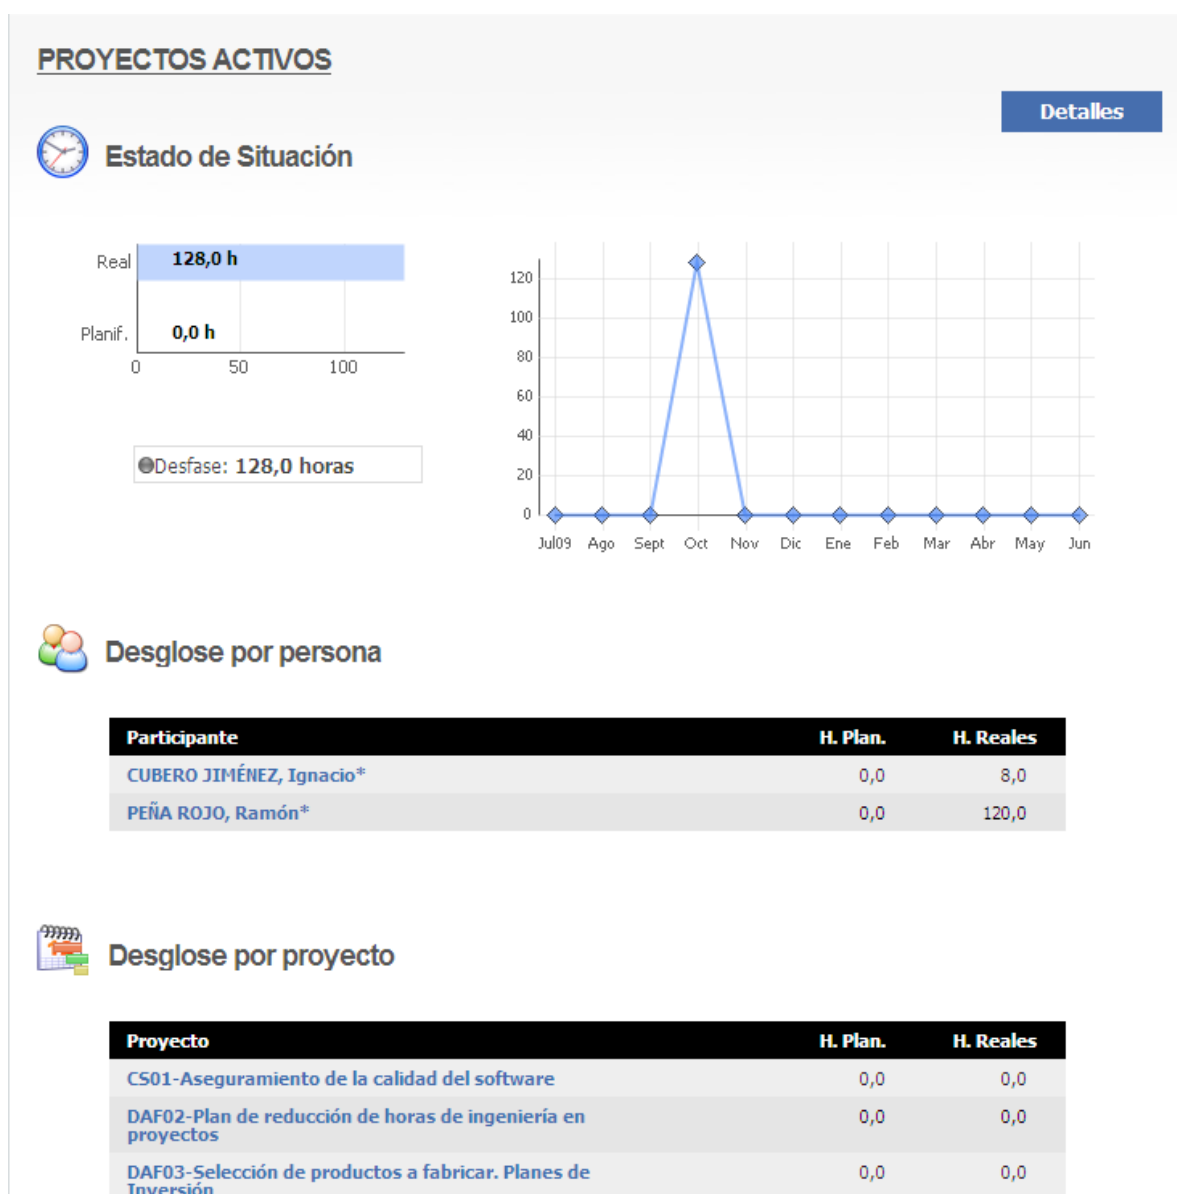 PROYECTOS ACTIVOS
Detalles
Estado de Situación
Real
128,0 h
Planif.
0,0 h
0 50 100
Desfase: 128,0 horas
120
100
80
60
40
20
0
Jul09 Ago Sept Oct Nov Dic Ene Feb Mar Abr May Jun
Desglose por persona
Participante H. Plan. H. Reales
CUBERO JIMÉNEZ, Ignacio* 0,0 8,0
PEÑA ROJO, Ramón* 0,0 120,0
Desglose por proyecto
Proyecto H. Plan. H. Reales
CS01-Aseguramiento de la calidad del software 0,0 0,0
DAF02-Plan de reducción de horas de ingeniería en 0,0 0,0
proyectos
DAF03-Selección de productos a fabricar. Planes de 0,0 0,0
Inversión